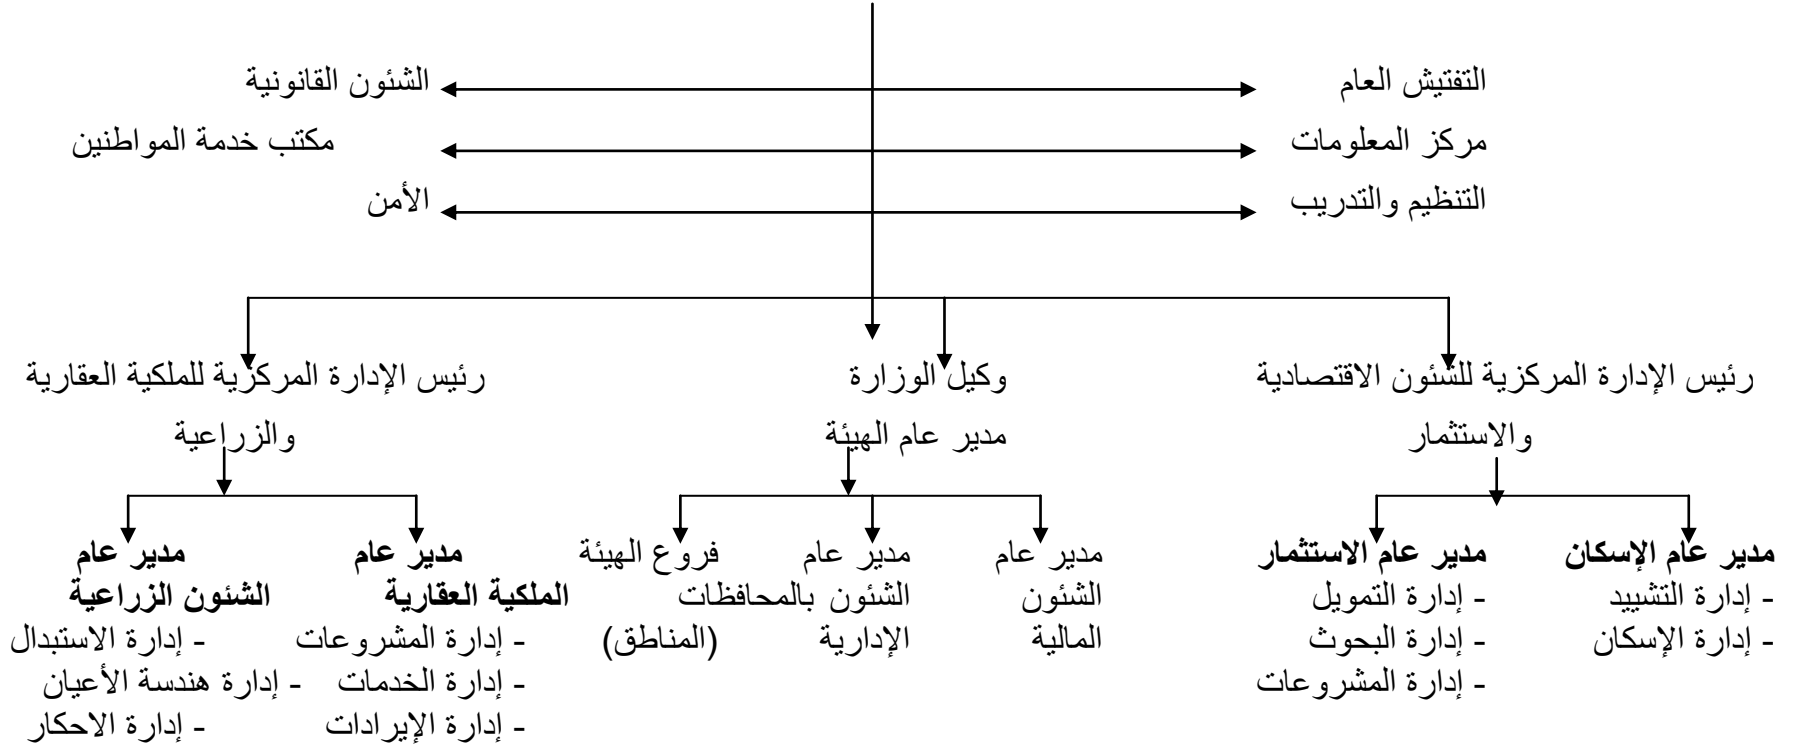 التفتيش العام الشئون القانونية
مركز المعلومات مكتب خدمة المواطنين
التنظيم والتدريب الأمن
رئيس الإدارة المركزية للشئون الاقتصادية وكيل الوزارة رئيس الإدارة المركزية للملكية العقارية
والاستثمار مدير عام الهيئة والزراعية
مدير عام الإسكان مدير عام الاستثمار مدير عام مدير عام فروع الهيئة مدير عام مدير عام
- إدارة التشييد - إدارة التمويل الشئون الشئون بالمحافظات الملكية العقارية الشئون الزراعية
- إدارة الإسكان - إدارة البحوث المالية الإدارية (المناطق) - إدارة المشروعات - إدارة الاستبدال
- إدارة المشروعات - إدارة الخدمات - إدارة هندسة الأعيان
- إدارة الإيرادات - إدارة الاحكار